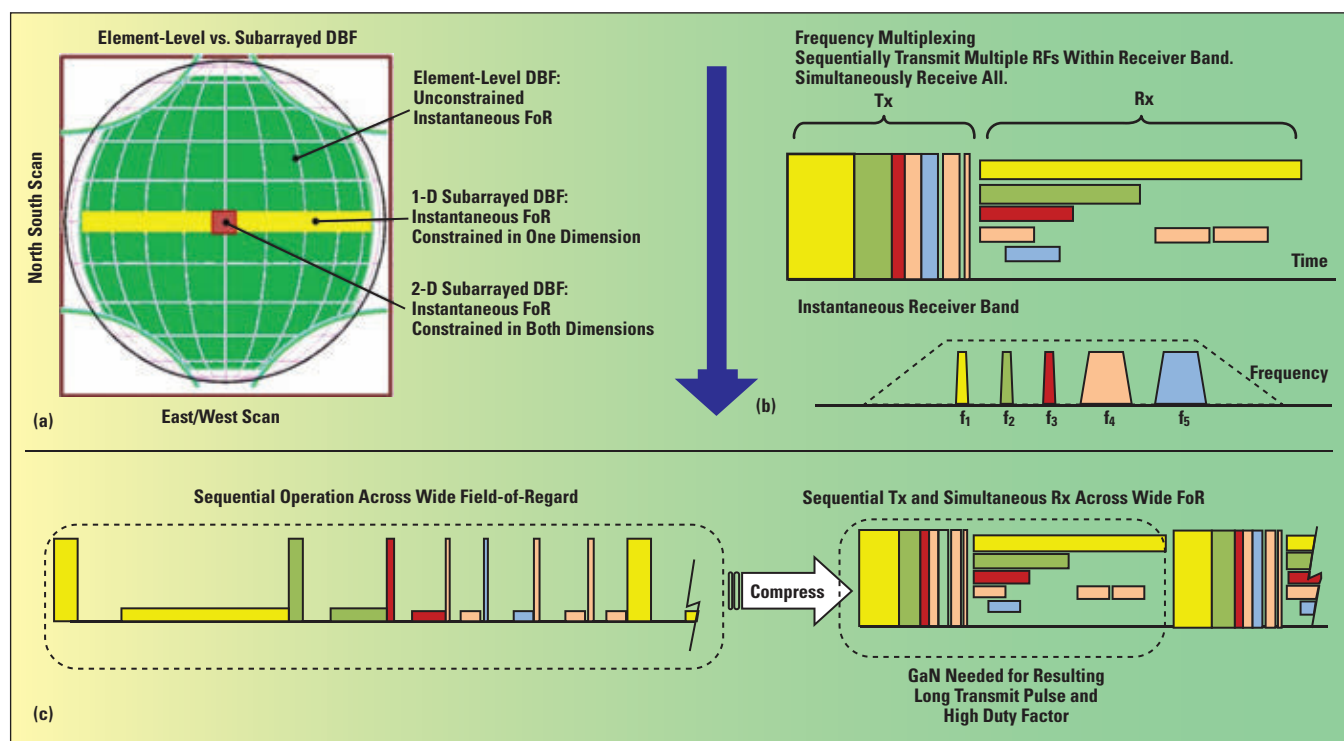 Element-Level vs. Subarrayed DBF
North South Scan
East/West Scan
Element-Level DBF:
Unconstrained
Instantaneous FoR
1-D Subarrayed DBF:
Instantaneous FoR
Constrained in One Dimension
2-D Subarrayed DBF:
Instantaneous FoR
Constrained in Both Dimensions
(a)
Frequency Multiplexing
Sequentially Transmit Multiple RFs Within Receiver Band.
Simultaneously Receive All.
Tx
Rx
Time
Instantaneous Receiver Band
Frequency
f1
f2
f3
f4
f5
(b)
Sequential Operation Across Wide Field-of-Regard
Compress
Sequential Tx and Simultaneous Rx Across Wide FoR
GaN Needed for Resulting
Long Transmit Pulse and
High Duty Factor
(c)